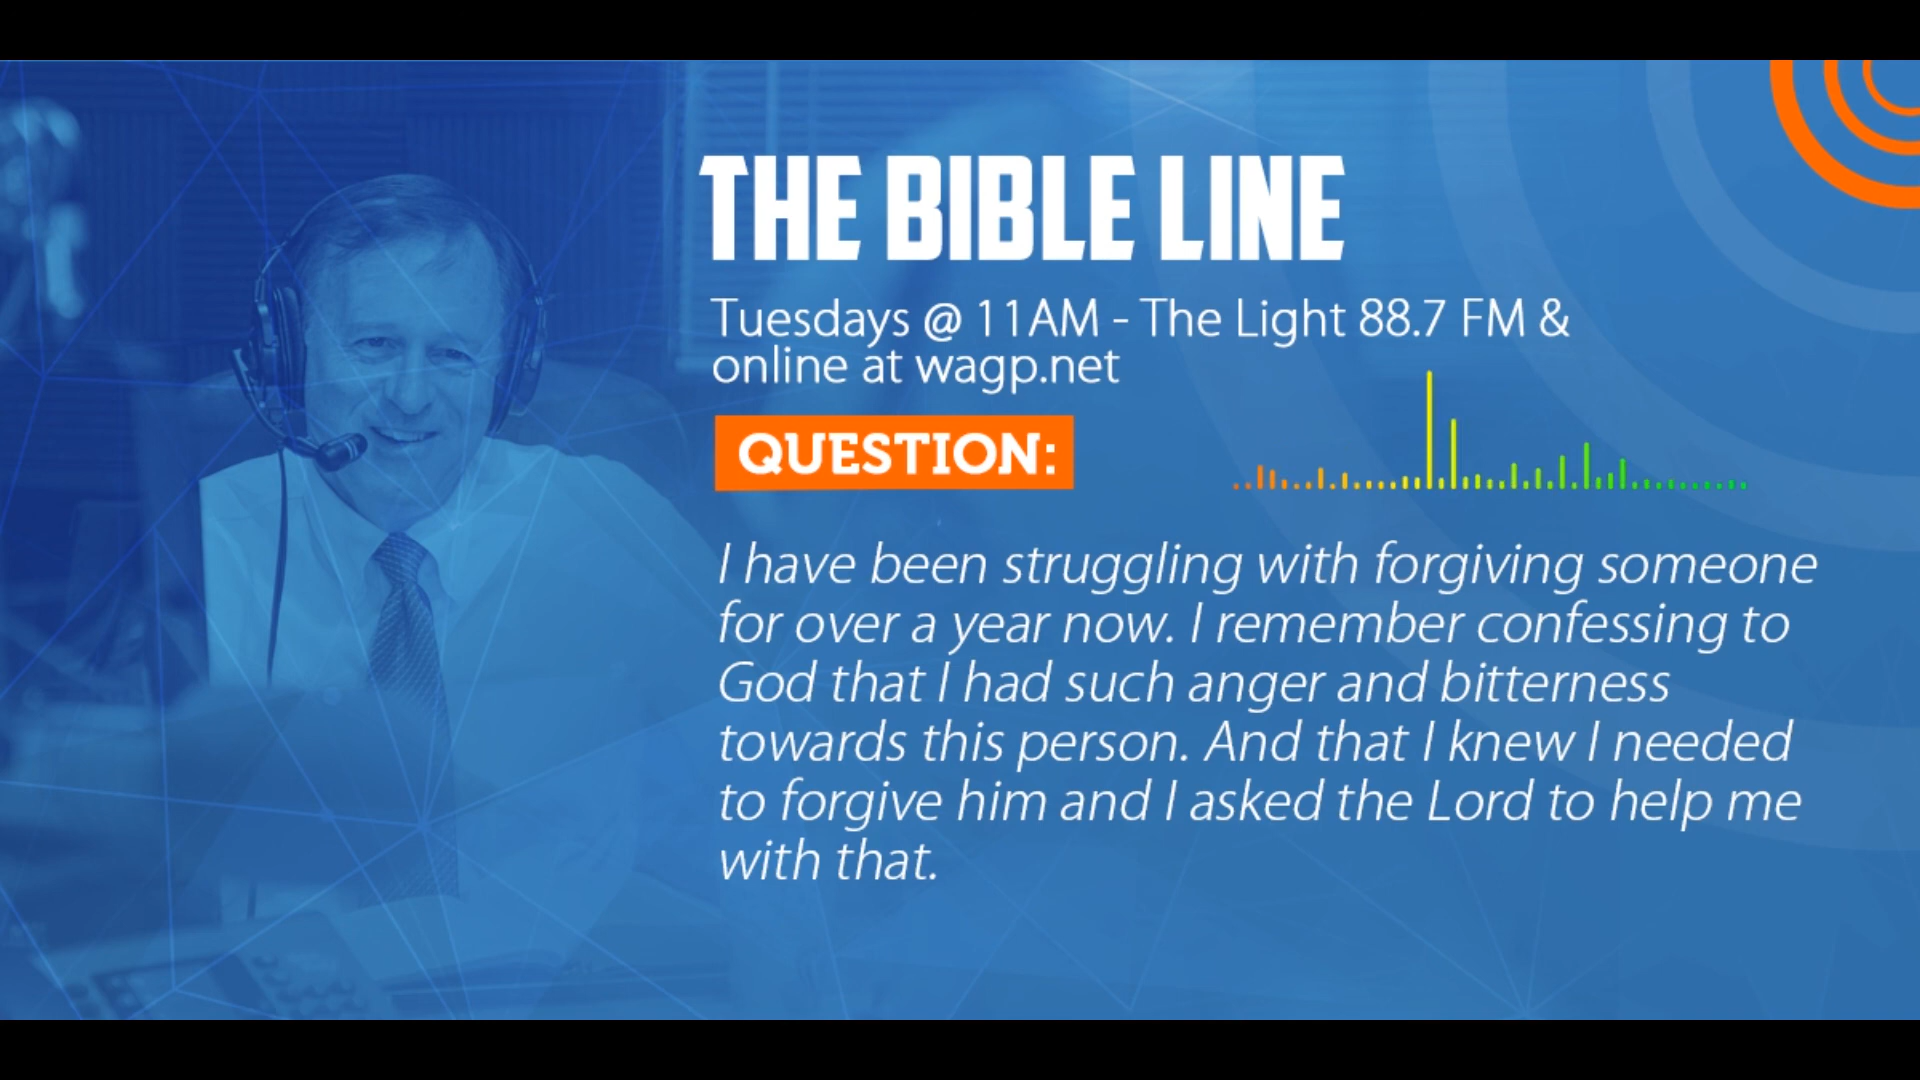 THE BIBLE LINE
Tuesdays @ 11AM - The Light 88.7 FM &
online at wagp.net
QUESTION:
I have been struggling with forgiving someone
for over a year now. I remember confessing to
God that I had such anger and bitterness
towards this person. And that I knew I needed
to forgive him and I asked the Lord to help me
with that.